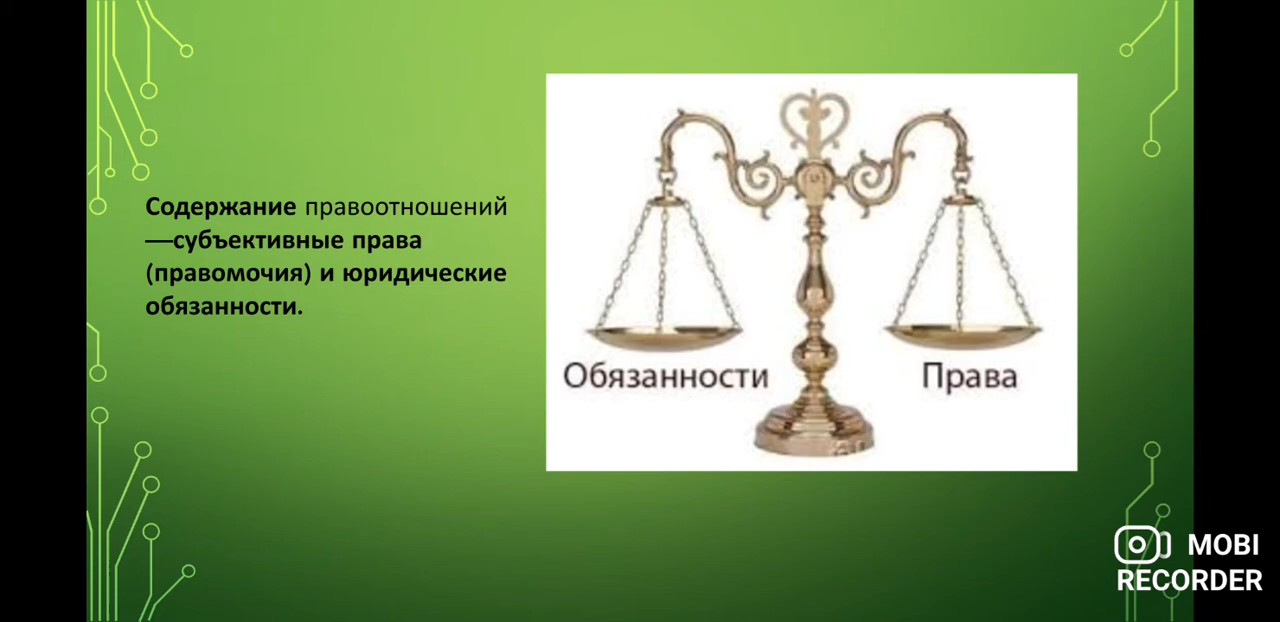 Содержание правоотношений
—субъективные права
(правомочия) и юридические
обязанности.
Обязанности
Права
MOBI
RECORDER